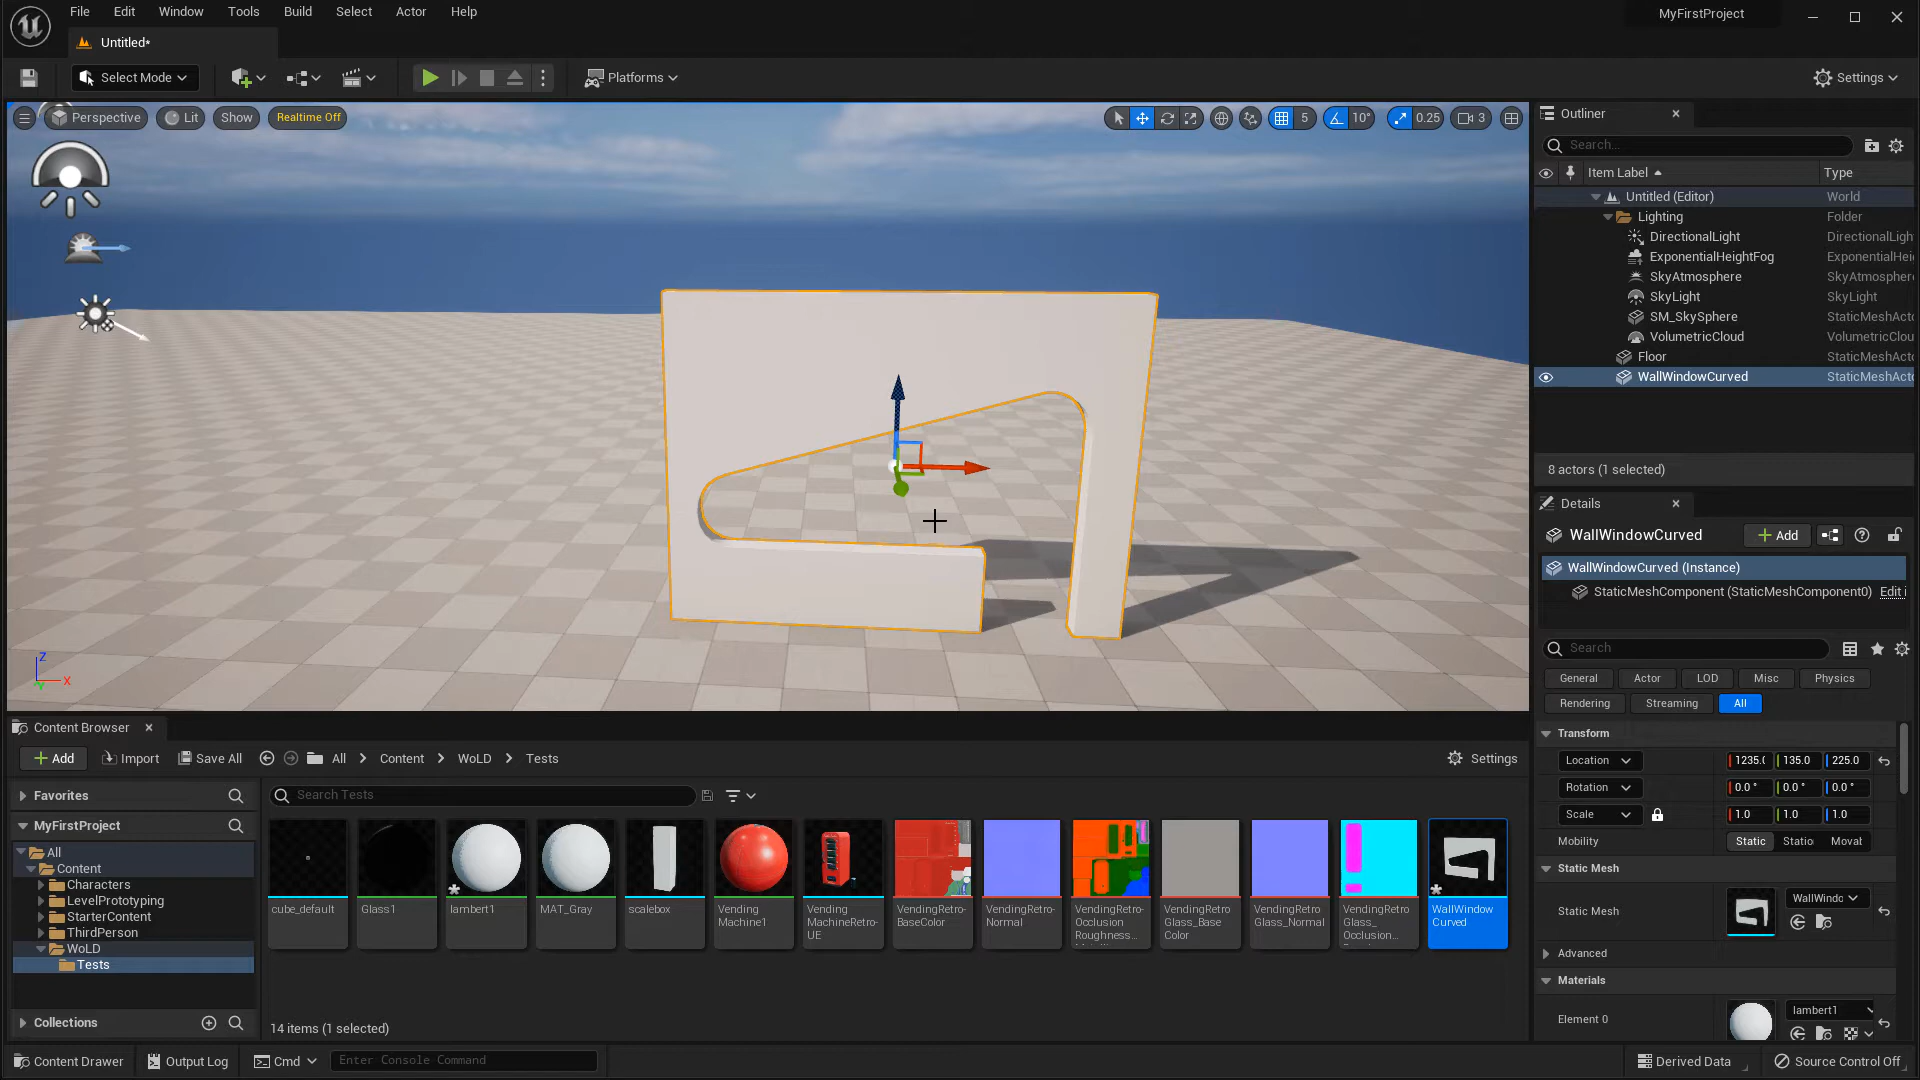 File Edit Window Tools Build Select Actor Help
MyFirstProject
Untitled*
Select Mode
Platforms
Settings
Perspective Lit Show Realtime Off
5 10° 0.25 3
Outliner
Search...
Item Label Type
Untitled (Editor) World
Lighting Folder
DirectionalLight DirectionalLigh
ExponentialHeightFog ExponentialHei
SkyAtmosphere SkyAtmosphere
SkyLight SkyLight
SM_SkySphere StaticMeshActo
VolumetricCloud VolumetricClou
Floor StaticMeshActo
WallWindowCurved StaticMeshActo
8 actors (1 selected)
Details
WallWindowCurved
Add
WallWindowCurved (Instance)
StaticMeshComponent (StaticMeshComponent0) Edit i
Search
General Actor LOD Misc Physics
Rendering Streaming All
Transform
Location 1235.( 135.0 225.0
Rotation 0.0 ° 0.0 ° 0.0 °
Scale 1.0 1.0 1.0
Mobility Static Statio Moval
Static Mesh
Static Mesh WallWindo
Advanced
Materials
Element 0 lambert1
Z
X
Y
Content Browser
Add Import Save All All Content WoLD Tests
Settings
Favorites
Search Tests
MyFirstProject
All
Content
Characters
LevelPrototyping
StarterContent
ThirdPerson
WoLD
Tests
Collections
cube_default
Glass1
lambert1
MAT_Gray
scalebox
Vending
Machine1
Vending
MachineRetro-
UE
VendingRetro-
BaseColor
VendingRetro-
Normal
VendingRetro-
Occlusion
Roughness...
VendingRetro
Glass_Base
Color
VendingRetro
Glass_Normal
VendingRetro
Glass_
Occlusion...
WallWindow
Curved
14 items (1 selected)
Content Drawer Output Log Cmd Enter Console Command
Derived Data Source Control Off